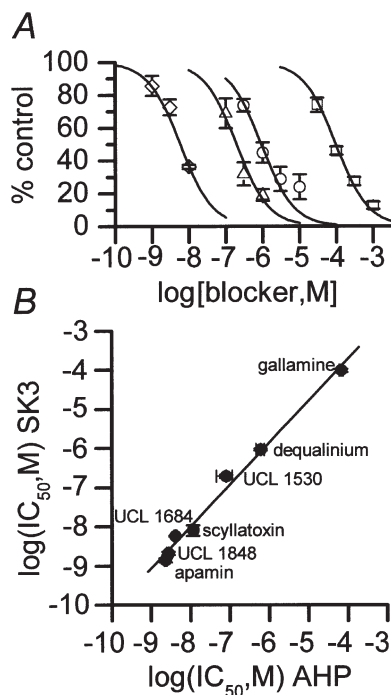 A
100
80
60
40
20
0
% control
-10 -9 -8 -7 -6 -5 -4 -3
log[blocker,M]
B
-3
-4
-5
-6
-7
-8
-9
-10
log(IC50,M) SK3
gallamine
dequalinium
UCL 1530
UCL 1684
scyllatoxin
UCL 1848
apamin
-10 -9 -8 -7 -6 -5 -4 -3
log(IC50,M) AHP